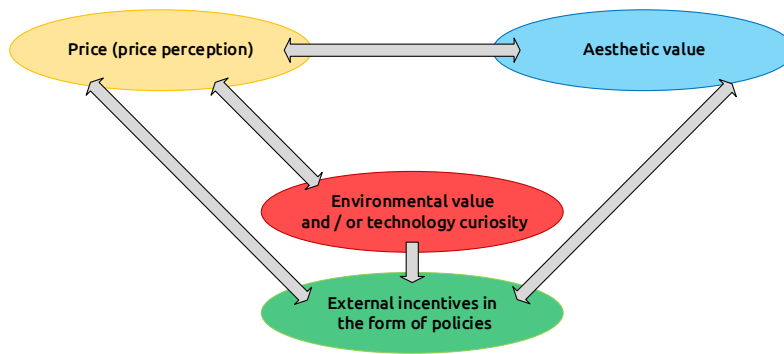 Price (price perception)
Aesthetic value
Environmental value
and / or technology curiosity
External incentives in
the form of policies